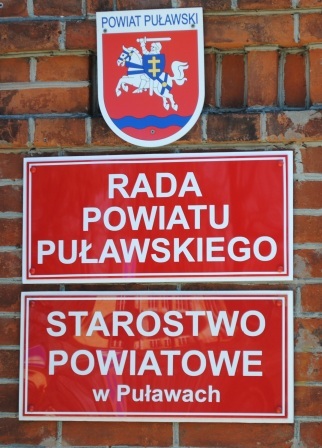 POWIAT PUŁAWSKI
RADA
POWIATU
PUŁAWSKIEGO
STAROSTWO
POWIATOWE
w Puławach